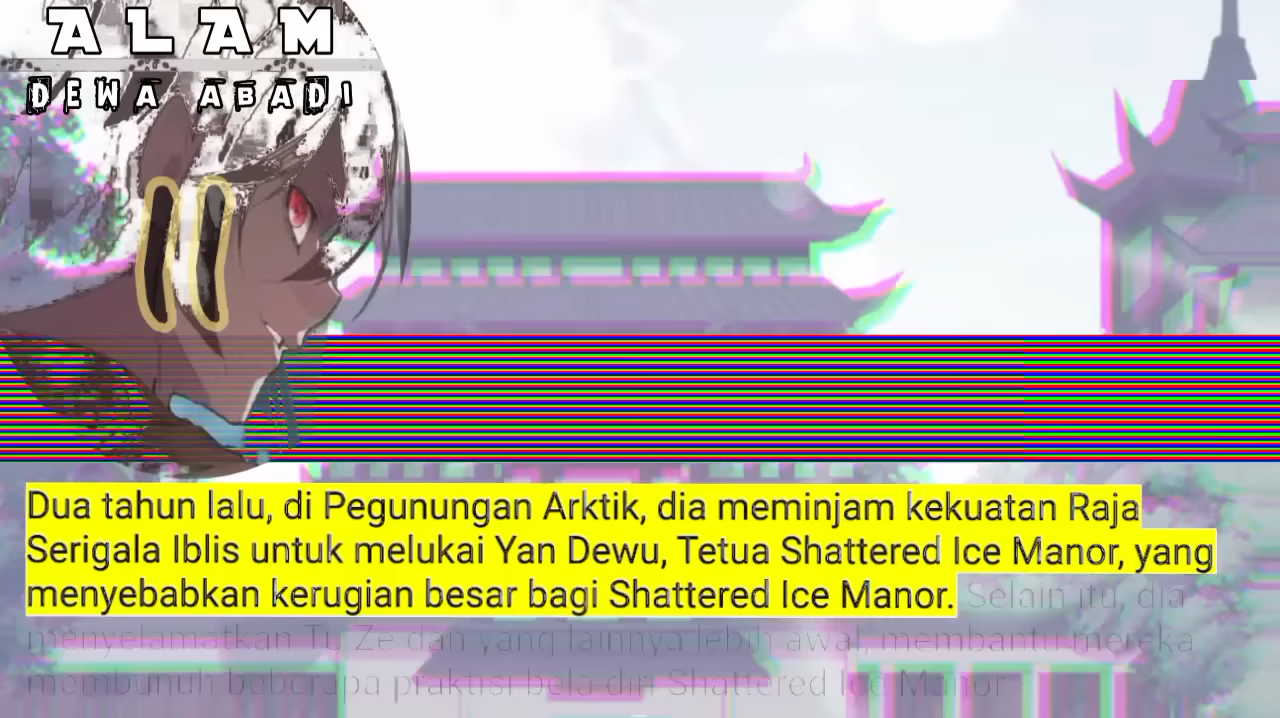 ALAM
DEWA ABADI
Dua tahun lalu, di Pegunungan Arktik, dia meminjam kekuatan Raja
Serigala Iblis untuk melukai Yan Dewu, Tetua Shattered Ice Manor, yang
menyebabkan kerugian besar bagi Shattered Ice Manor. Selain itu, dia
menyelamatkan Tu Ze dan yang lainnya lebih awal, membantu mereka
membunuh beberapa praktisi bela diri Shattered Ice Manor